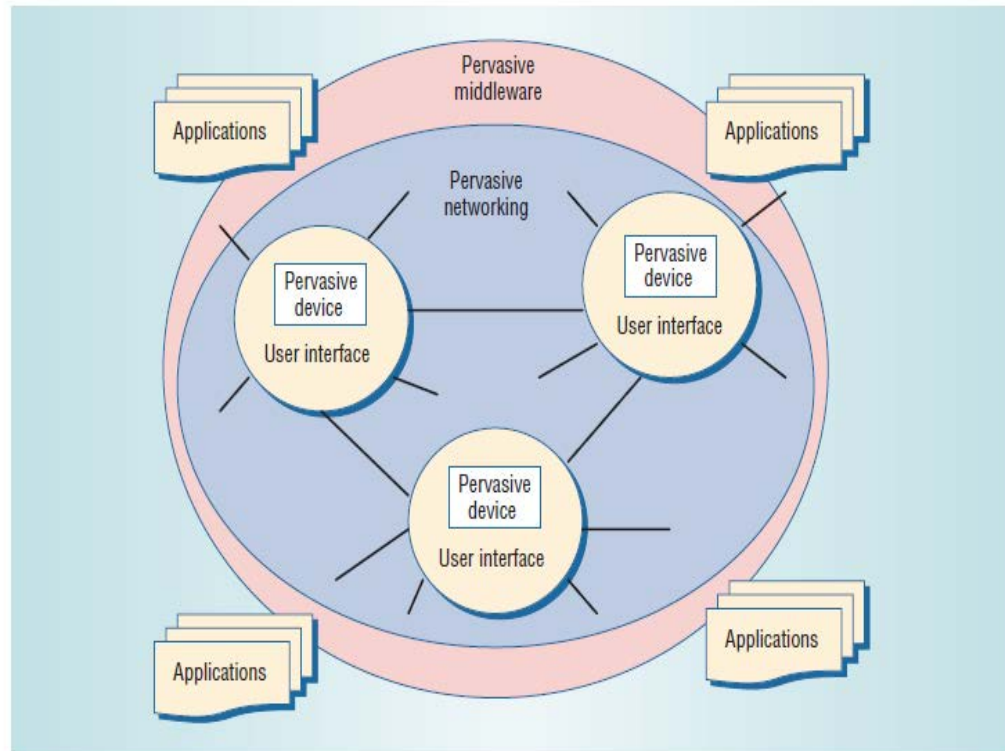 Pervasive
middleware
Applications
Applications
Pervasive
networking
Pervasive
device
User interface
Pervasive
device
User interface
Pervasive
device
User interface
Applications
Applications